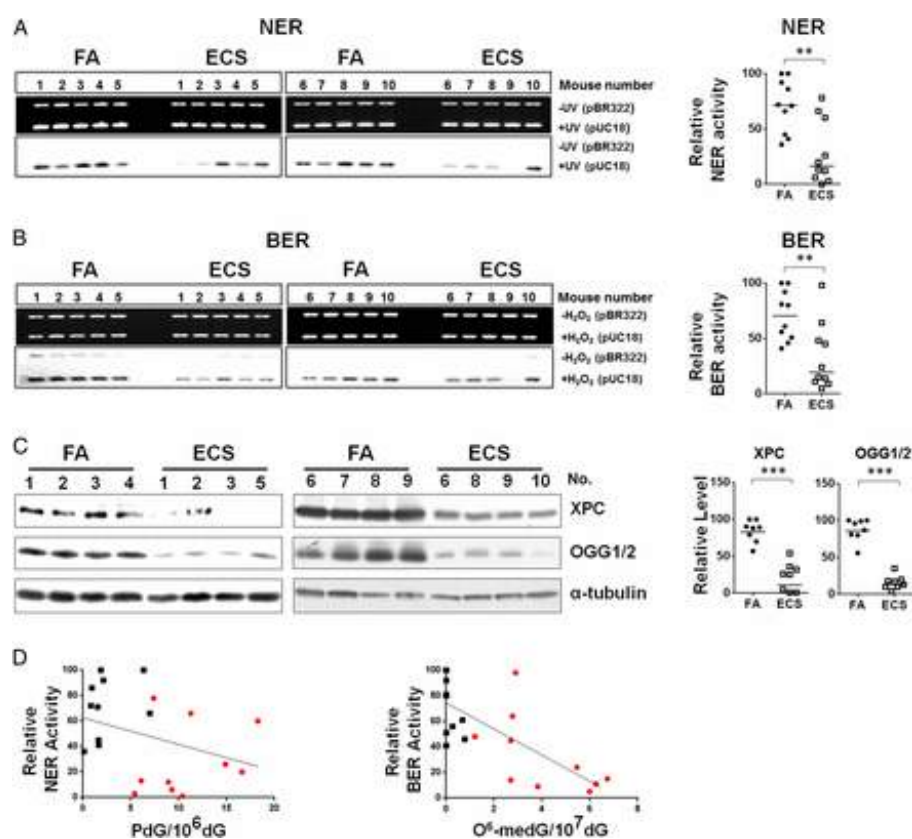 A
NER
FA ECS FA ECS
1 2 3 4 5 1 2 3 4 5 6 7 8 9 10 6 7 8 9 10 Mouse number
-UV (pBR322)
+UV (pUC18)
-UV (pBR322)
+UV (pUC18)
NER
**
Relative
NER activity
100
50
0
FA ECS
B
BER
FA ECS FA ECS
1 2 3 4 5 1 2 3 4 5 6 7 8 9 10 6 7 8 9 10 Mouse number
-H₂O₂ (pBR322)
+H₂O₂ (pUC18)
-H₂O₂ (pBR322)
+H₂O₂ (pUC18)
BER
**
Relative
BER activity
100
50
0
FA ECS
C
FA ECS FA ECS
1 2 3 4 1 2 3 5 6 7 8 9 6 8 9 10 No.
XPC
OGG1/2
α-tubulin
XPC OGG1/2
*** ***
Relative Level
150
100
50
0
FA ECS
150
100
50
0
FA ECS
D
Relative
NER Activity
100
80
60
40
20
0
0 5 10 15 20
PdG/10⁶dG
Relative
BER Activity
100
80
60
40
20
0
0 2 4 6 8
O⁶-medG/10⁷dG